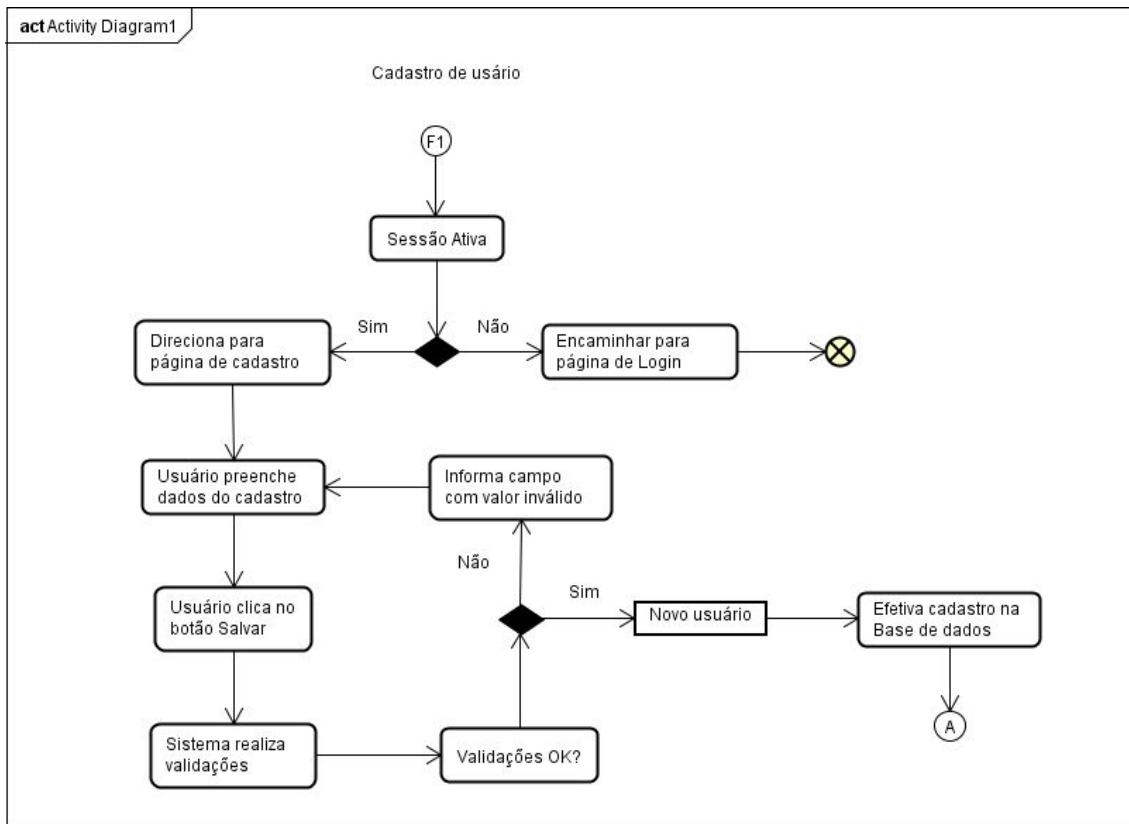 act Activity Diagram1
Cadastro de usário
F1
Sessão Ativa
Sim
Não
Direciona para
página de cadastro
Encaminhar para
página de Login
Usuário preenche
dados do cadastro
Informa campo
com valor inválido
Não
Sim
Usuário clica no
botão Salvar
Novo usuário
Efetiva cadastro na
Base de dados
A
Sistema realiza
validações
Validações OK?